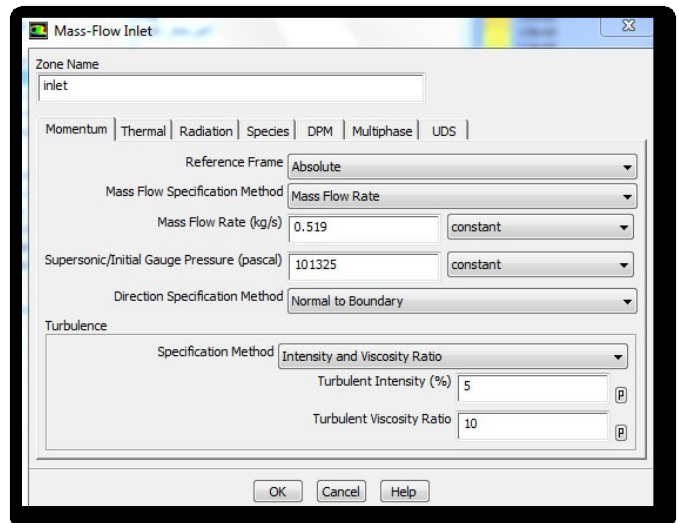 Mass-Flow Inlet
Zone Name
inlet
Momentum Thermal Radiation Species DPM Multiphase UDS
Reference Frame Absolute
Mass Flow Specification Method Mass Flow Rate
Mass Flow Rate (kg/s) 0.519 constant
Supersonic/Initial Gauge Pressure (pascal) 101325 constant
Direction Specification Method Normal to Boundary
Turbulence
Specification Method Intensity and Viscosity Ratio
Turbulent Intensity (%) 5 P
Turbulent Viscosity Ratio 10 P
OK Cancel Help